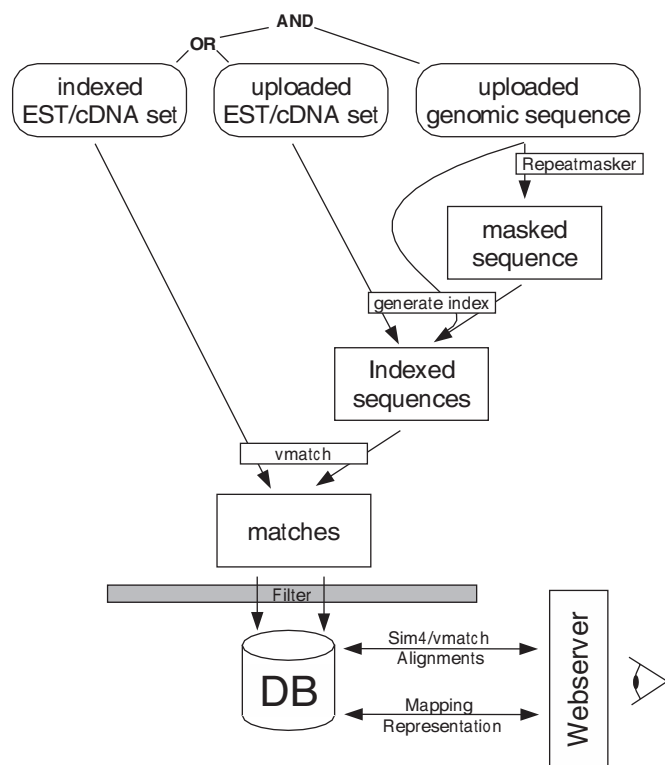 AND
OR
indexed
EST/cDNA set
uploaded
EST/cDNA set
uploaded
genomic sequence
Repeatmasker
masked
sequence
generate index
Indexed
sequences
vmatch
matches
Filter
DB
Sim4/vmatch
Alignments
Mapping
Representation
Webserver